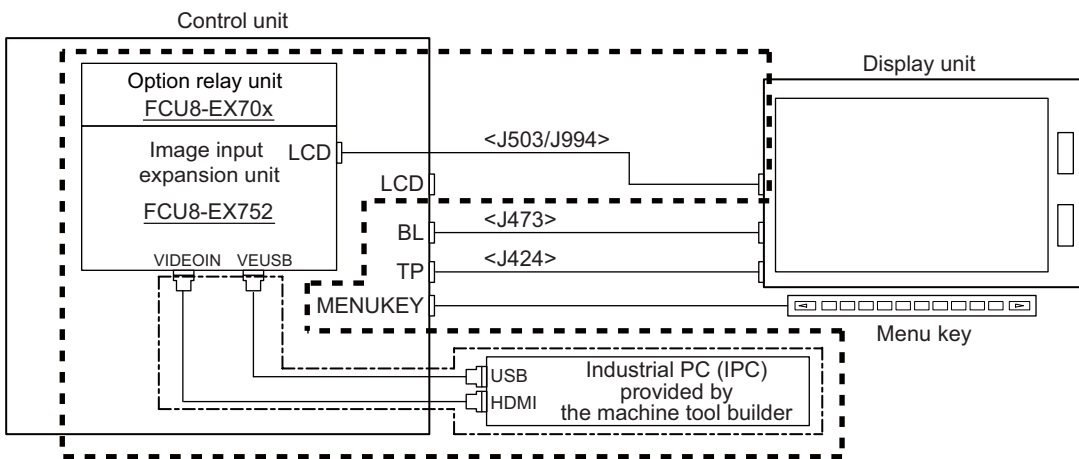 Control unit
Display unit
Option relay unit
FCU8-EX70x
Image input
expansion unit
FCU8-EX752
LCD
<J503/J994>
LCD
BL
<J473>
TP
<J424>
MENUKEY
VIDEOIN VEUSB
Menu key
USB
HDMI
Industrial PC (IPC)
provided by
the machine tool builder